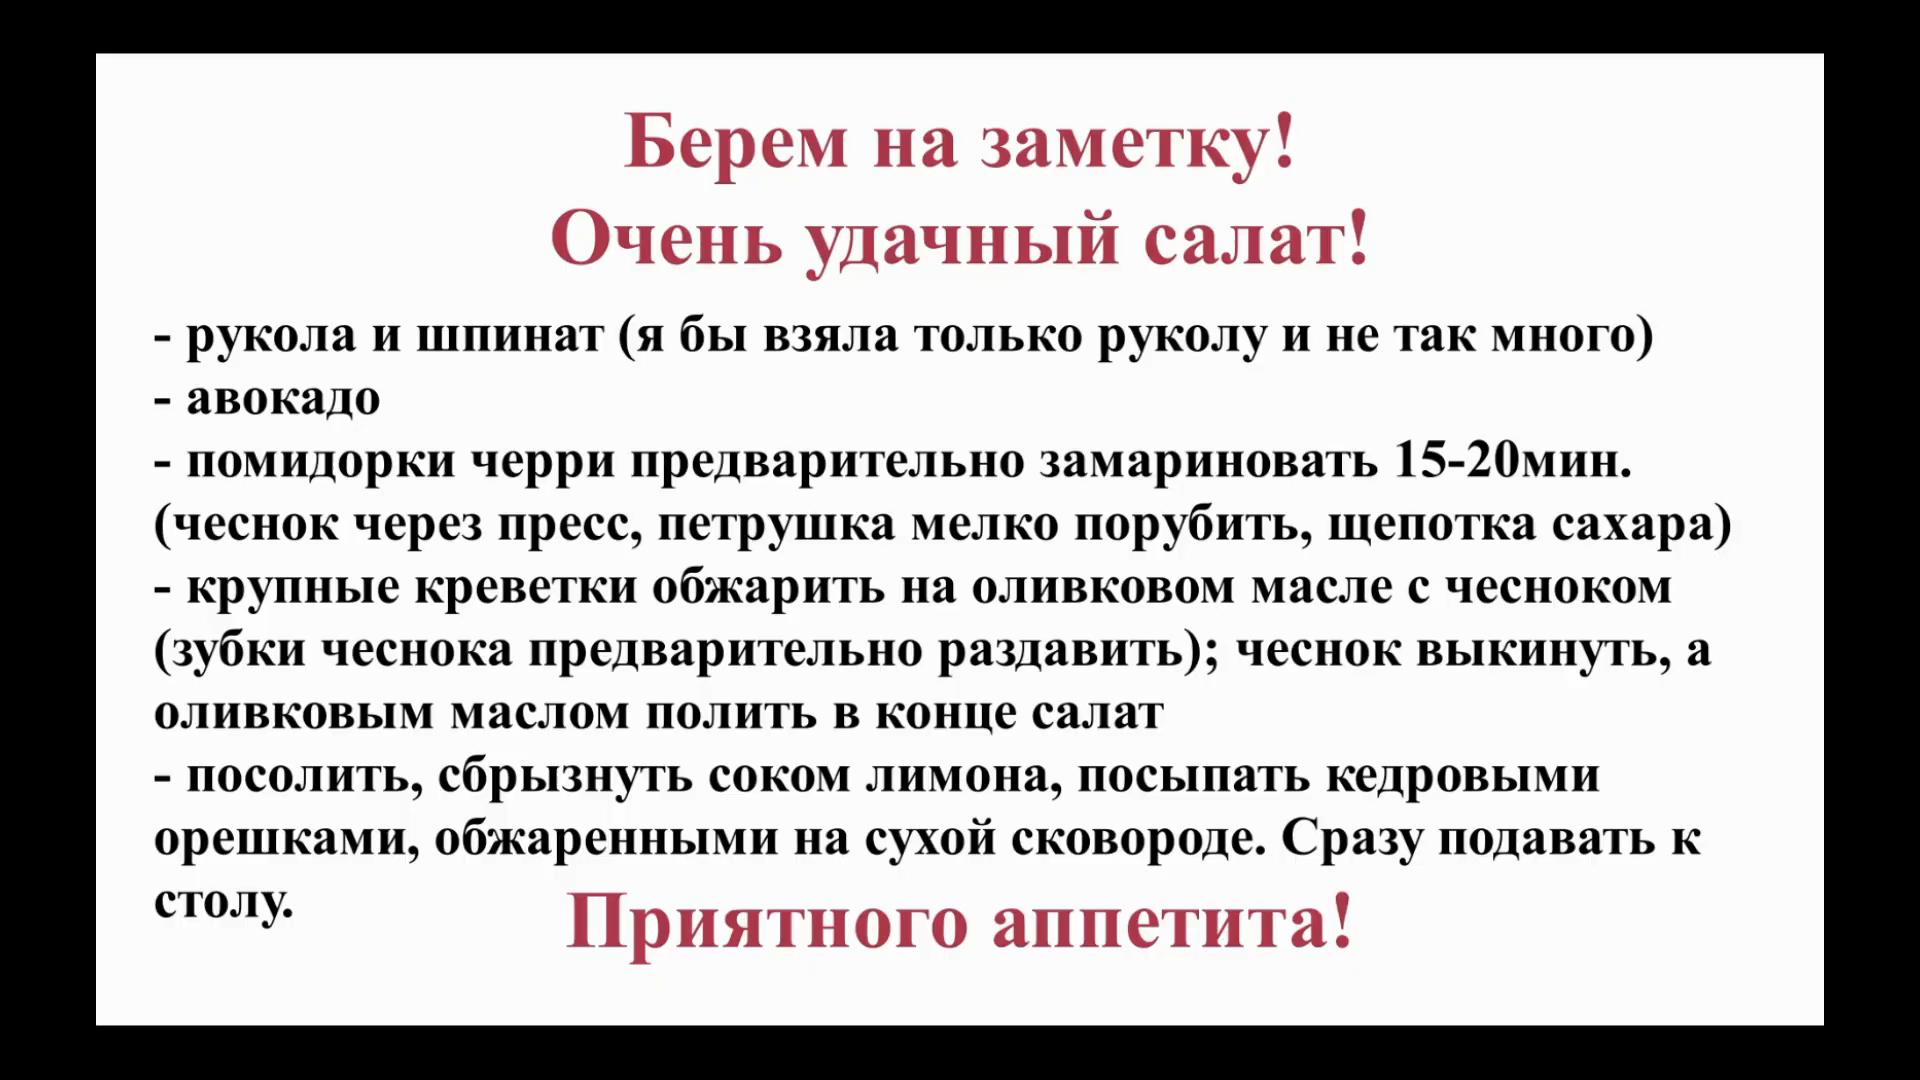 Берем на заметку!
Очень удачный салат!
- рукола и шпинат (я бы взяла только руколу и не так много)
- авокадо
- помидорки черри предварительно замариновать 15-20мин.
(чеснок через пресс, петрушка мелко порубить, щепотка сахара)
- крупные креветки обжарить на оливковом масле с чесноком
(зубки чеснока предварительно раздавить); чеснок выкинуть, а
оливковым маслом полить в конце салат
- посолить, сбрызнуть соком лимона, посыпать кедровыми
орешками, обжаренными на сухой сковороде. Сразу подавать к
столу.
Приятного аппетита!